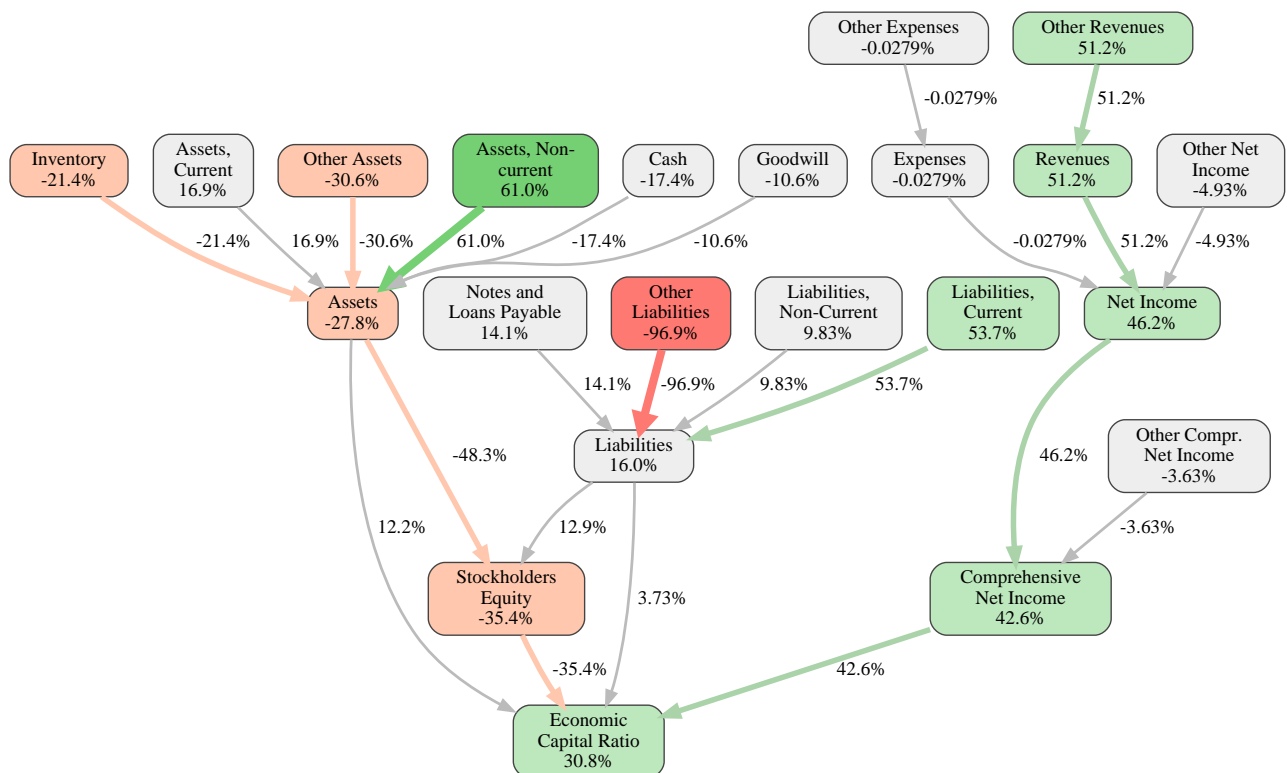 Other Expenses
-0.0279%
Other Revenues
51.2%
-0.0279%
51.2%
Inventory
-21.4%
Assets,
Current
16.9%
Other Assets
-30.6%
Assets, Non-
current
61.0%
Cash
-17.4%
Goodwill
-10.6%
Expenses
-0.0279%
Revenues
51.2%
Other Net
Income
-4.93%
-21.4%
16.9%
-30.6%
61.0%
-17.4%
-10.6%
-0.0279%
51.2%
-4.93%
Assets
-27.8%
Notes and
Loans Payable
14.1%
Other
Liabilities
-96.9%
Liabilities,
Non-Current
9.83%
Liabilities,
Current
53.7%
Net Income
46.2%
14.1%
-96.9%
9.83%
53.7%
Liabilities
16.0%
Other Compr.
Net Income
-3.63%
-48.3%
46.2%
12.2%
12.9%
3.73%
-3.63%
Stockholders
Equity
-35.4%
Comprehensive
Net Income
42.6%
-35.4%
42.6%
Economic
Capital Ratio
30.8%